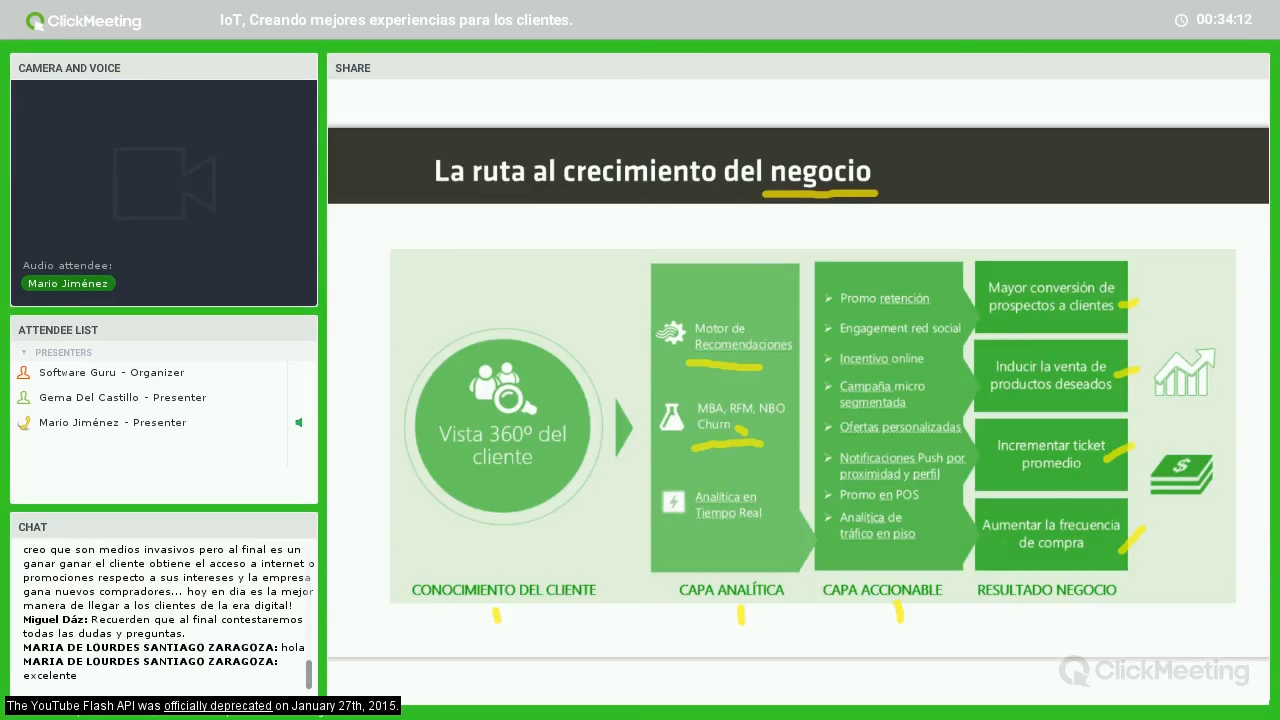 ClickMeeting
IoT, Creando mejores experiencias para los clientes.
00:34:12
CAMERA AND VOICE
Audio attendee:
Mario Jiménez
ATTENDEE LIST
PRESENTERS
Software Guru - Organizer
Gema Del Castillo - Presenter
Mario Jiménez - Presenter
CHAT
creo que son medios invasivos pero al final es un
ganar ganar el cliente obtiene el acceso a internet o
promociones respecto a sus intereses y la empresa
gana nuevos compradores... hoy en dia es la mejor
manera de llegar a los clientes de la era digital!
Miguel Dáz: Recuerden que al final contestaremos
todas las dudas y preguntas.
MARIA DE LOURDES SANTIAGO ZARAGOZA: hola
MARIA DE LOURDES SANTIAGO ZARAGOZA:
excelente
The YouTube Flash API was officially deprecated on January 27th, 2015.
SHARE
La ruta al crecimiento del negocio
Vista 360º del
cliente
CONOCIMIENTO DEL CLIENTE
Motor de
Recomendaciones
MBA, RFM, NBO
Churn
Analítica en
Tiempo Real
CAPA ANALÍTICA
Promo retención
Engagement red social
Incentivo online
Campaña micro
segmentada
Ofertas personalizadas
Notificaciones Push por
proximidad y perfil
Promo en POS
Analítica de
tráfico en piso
CAPA ACCIONABLE
Mayor conversión de
prospectos a clientes
Inducir la venta de
productos deseados
Incrementar ticket
promedio
Aumentar la frecuencia
de compra
RESULTADO NEGOCIO
$
ClickMeeting